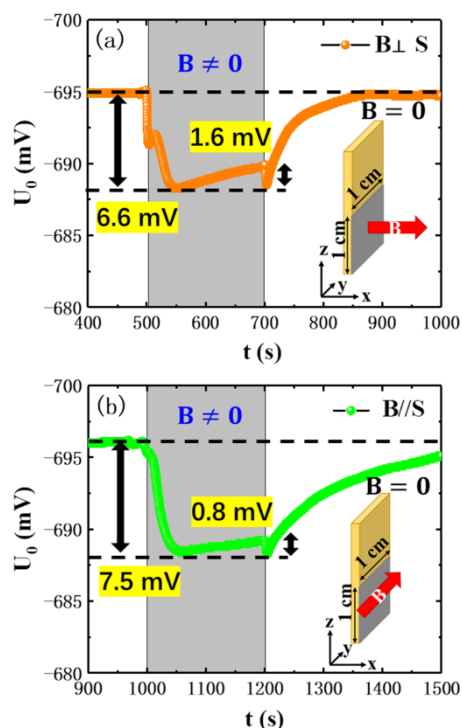 -700
(a)
B ≠ 0
B⊥ S
-695
B = 0
-690
1.6 mV
U₀ (mV)
6.6 mV
1 cm
1 cm
B
-685
z
y
x
-680
400 500 600 700 800 900 1000
t (s)
-700
(b)
B ≠ 0
B//S
-695
B = 0
-690
0.8 mV
U₀ (mV)
7.5 mV
1 cm
1 cm
B
-685
z
y
x
-680
900 1000 1100 1200 1300 1400 1500
t (s)